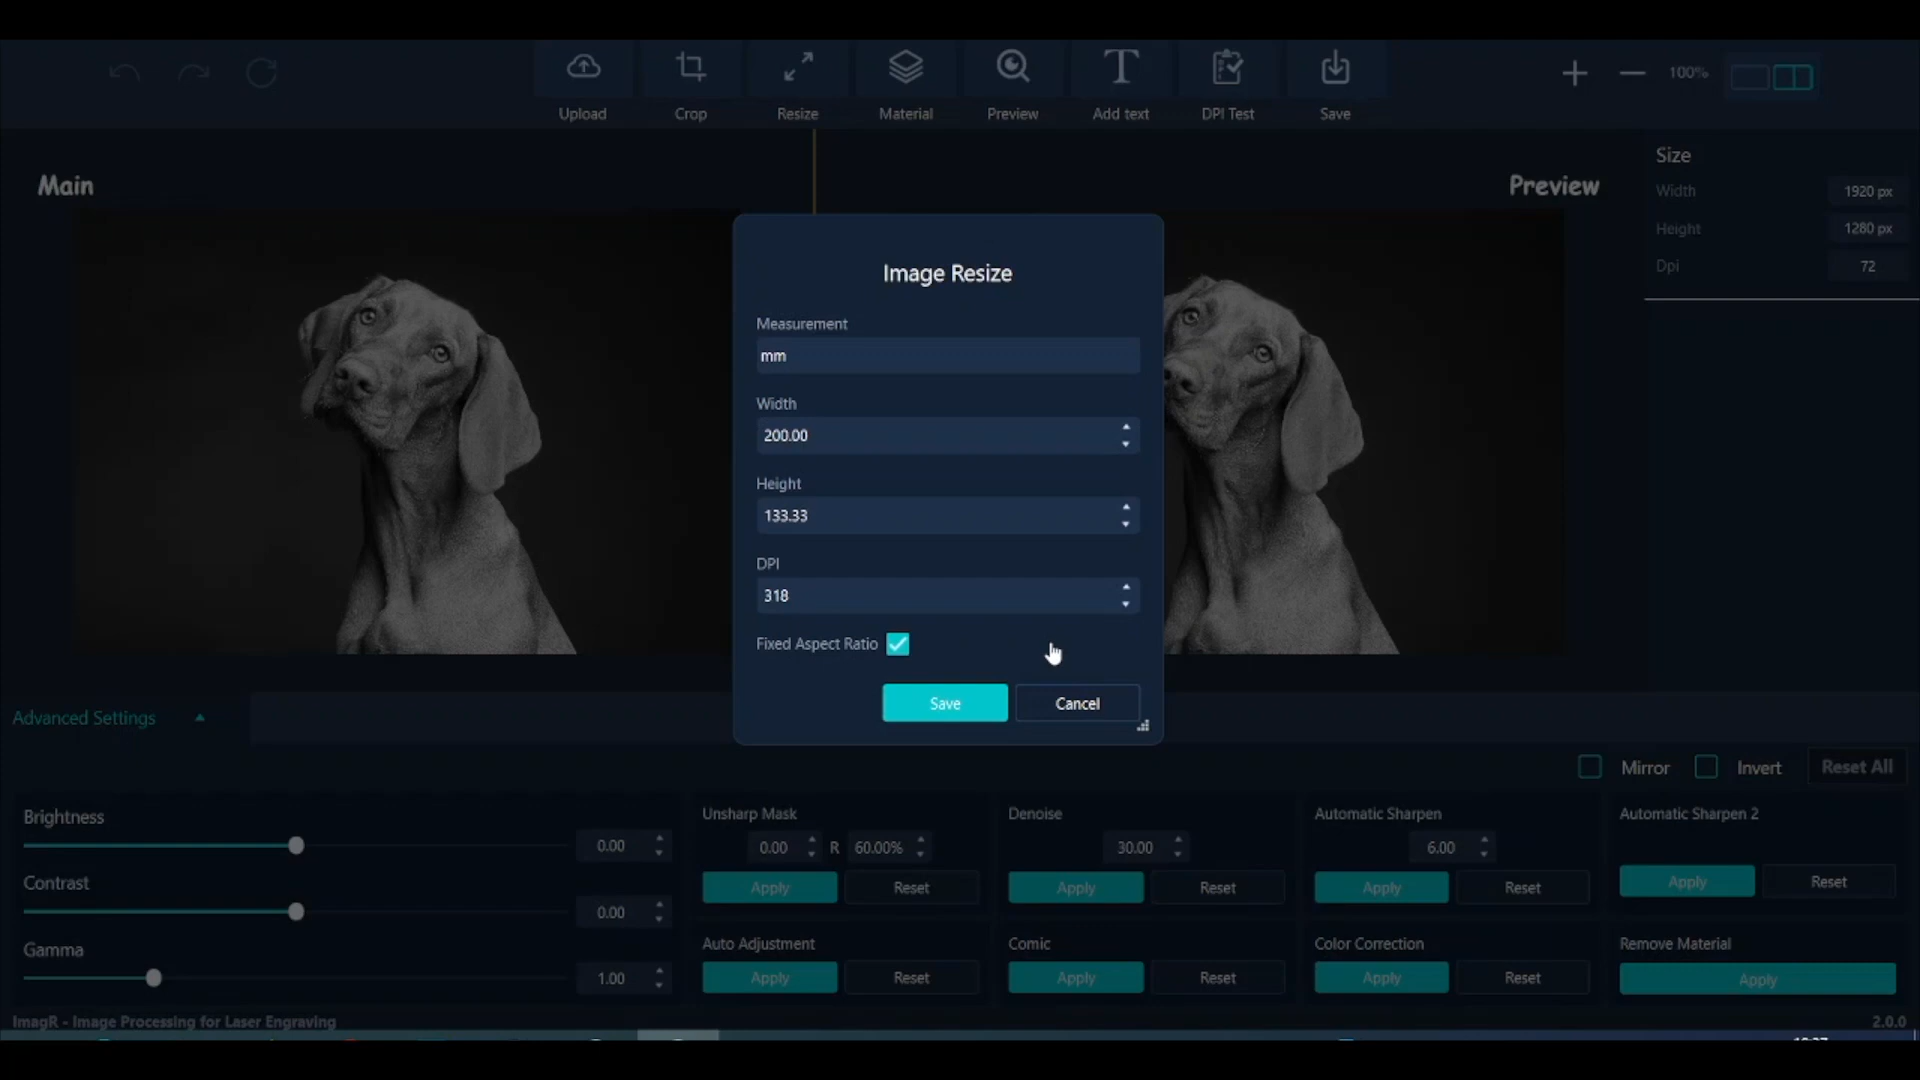 Upload
Crop
Resize
Material
Preview
Add text
DPI Test
Save
100%
Main
Preview
Size
Width 1920 px
Height 1280 px
Dpi 72
Image Resize
Measurement
mm
Width
200.00
Height
133.33
DPI
318
Fixed Aspect Ratio
Save Cancel
Advanced Settings
Mirror Invert Reset All
Brightness
0.00
Contrast
0.00
Gamma
1.00
Unsharp Mask
0.00 R 60.00%
Apply Reset
Denoise
30.00
Apply Reset
Automatic Sharpen
6.00
Apply Reset
Automatic Sharpen 2
Apply Reset
Auto Adjustment
Apply Reset
Comic
Apply Reset
Color Correction
Apply Reset
Remove Material
Apply
ImagR - Image Processing for Laser Engraving
2.0.0